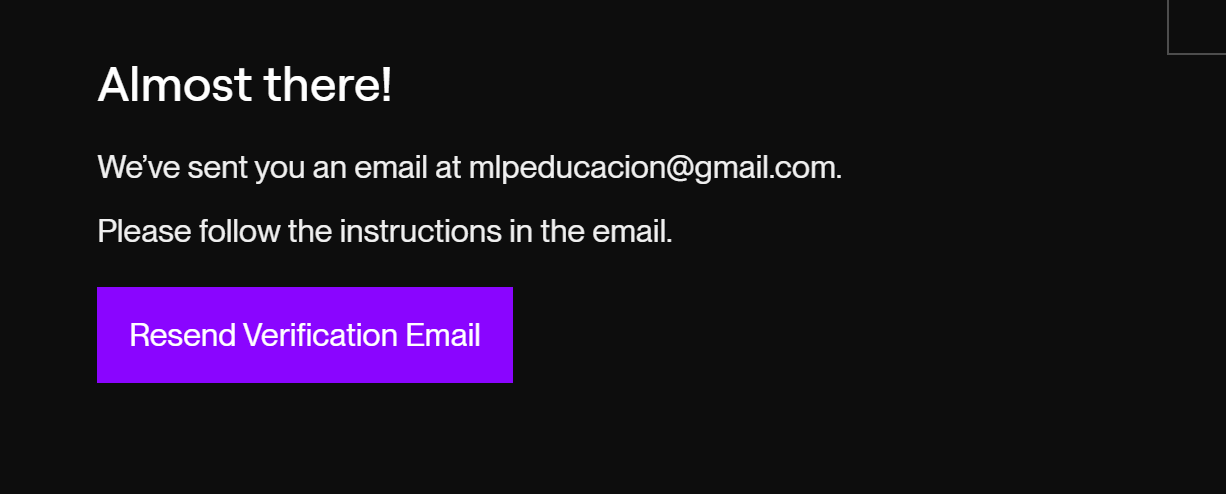 Almost there!
We’ve sent you an email at mlpeducacion@gmail.com.
Please follow the instructions in the email.
Resend Verification Email